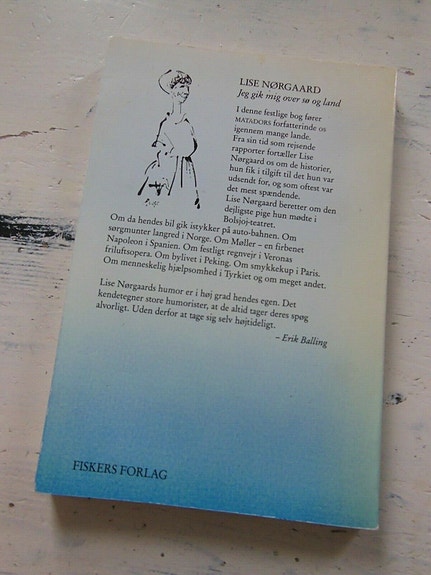 LISE NØRGAARD
Jeg gik mig over sø og land
I denne festlige bog fører
MATADORS forfatterinde os
igennem mange lande.
Fra sin tid som rejsende
rapporter fortæller Lise
Nørgaard os om de historier,
hun fik i tilgift til det hun var
udsendt for, og som oftest var
det mest spændende.
Lise Nørgaard beretter om den
dejligste pige hun mødte i
Bolsjoj-teatret.
Om da hendes bil gik istykker på auto-bahnen. Om
sørgmunter langred i Norge. Om Møller – en firbenet
Napoleon i Spanien. Om festligt regnvejr i Veronas
friluftsopera. Om bylivet i Peking. Om smykkekup i Paris.
Om menneskelig hjælpsomhed i Tyrkiet og om meget andet.
Lise Nørgaards humor er i høj grad hendes egen. Det
kendetegner store humorister, at de altid tager deres spøg
alvorligt. Uden derfor at tage sig selv højtideligt.
– Erik Balling
FISKERS FORLAG